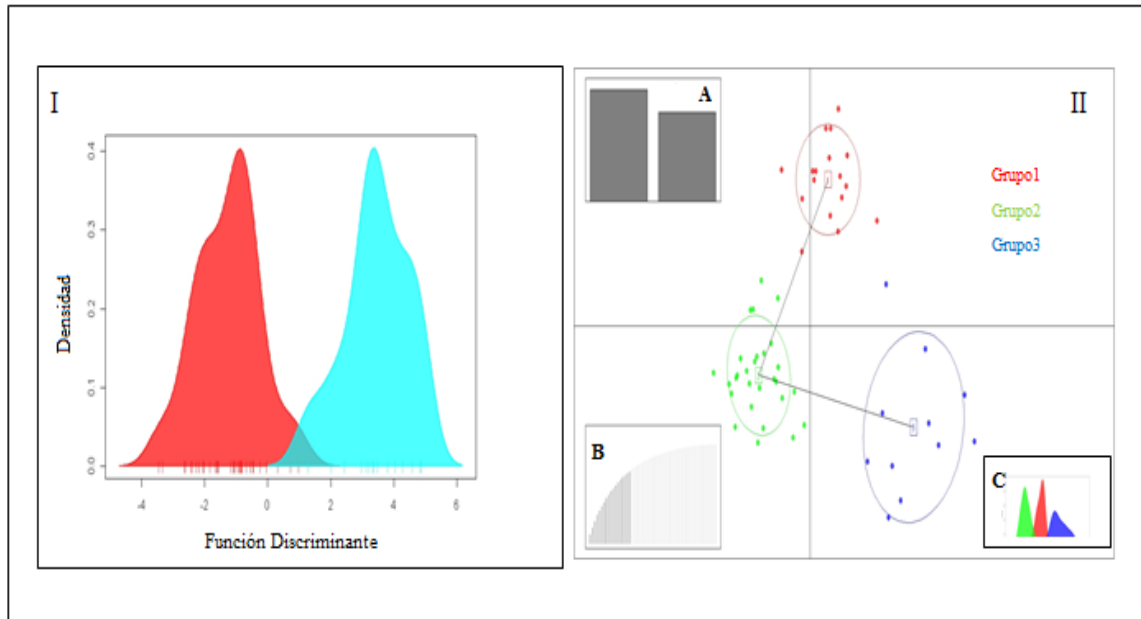 I
Densidad
0.4
0.3
0.2
0.1
0.0
-4 -2 0 2 4 6
Función Discriminante
II
A
Grupo1
Grupo2
Grupo3
B
C